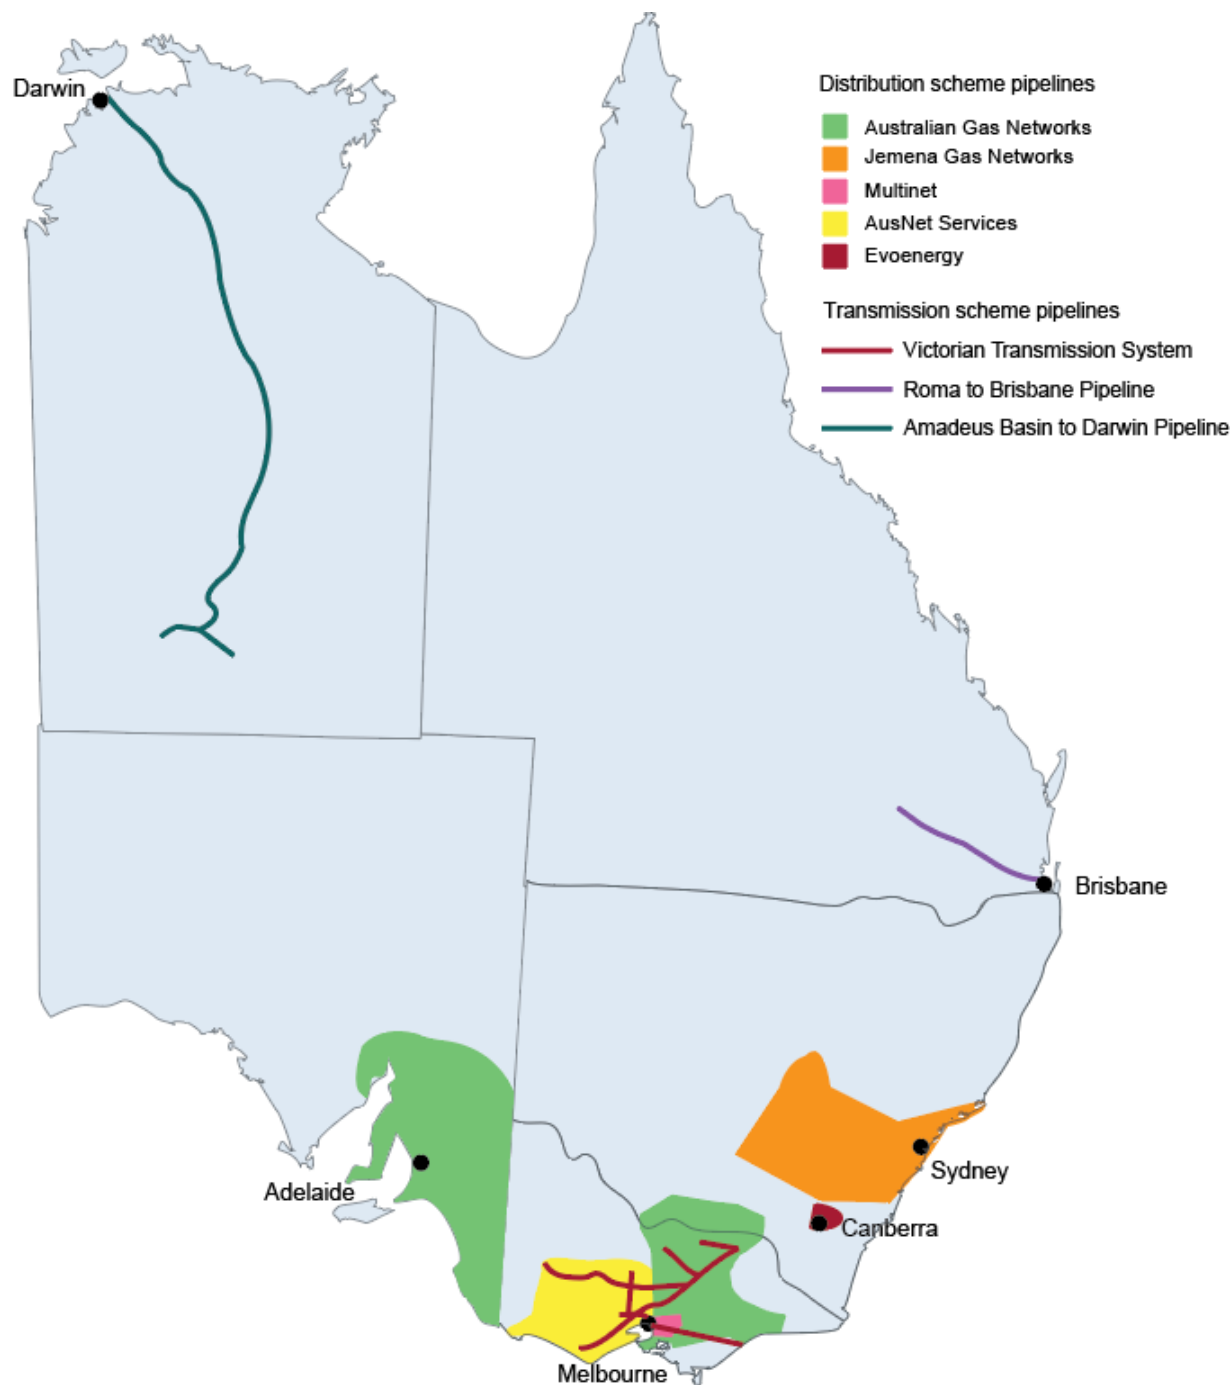 Darwin
Distribution scheme pipelines
Australian Gas Networks
Jemena Gas Networks
Multinet
AusNet Services
Evoenergy
Transmission scheme pipelines
Victorian Transmission System
Roma to Brisbane Pipeline
Amadeus Basin to Darwin Pipeline
Brisbane
Sydney
Adelaide
Canberra
Melbourne